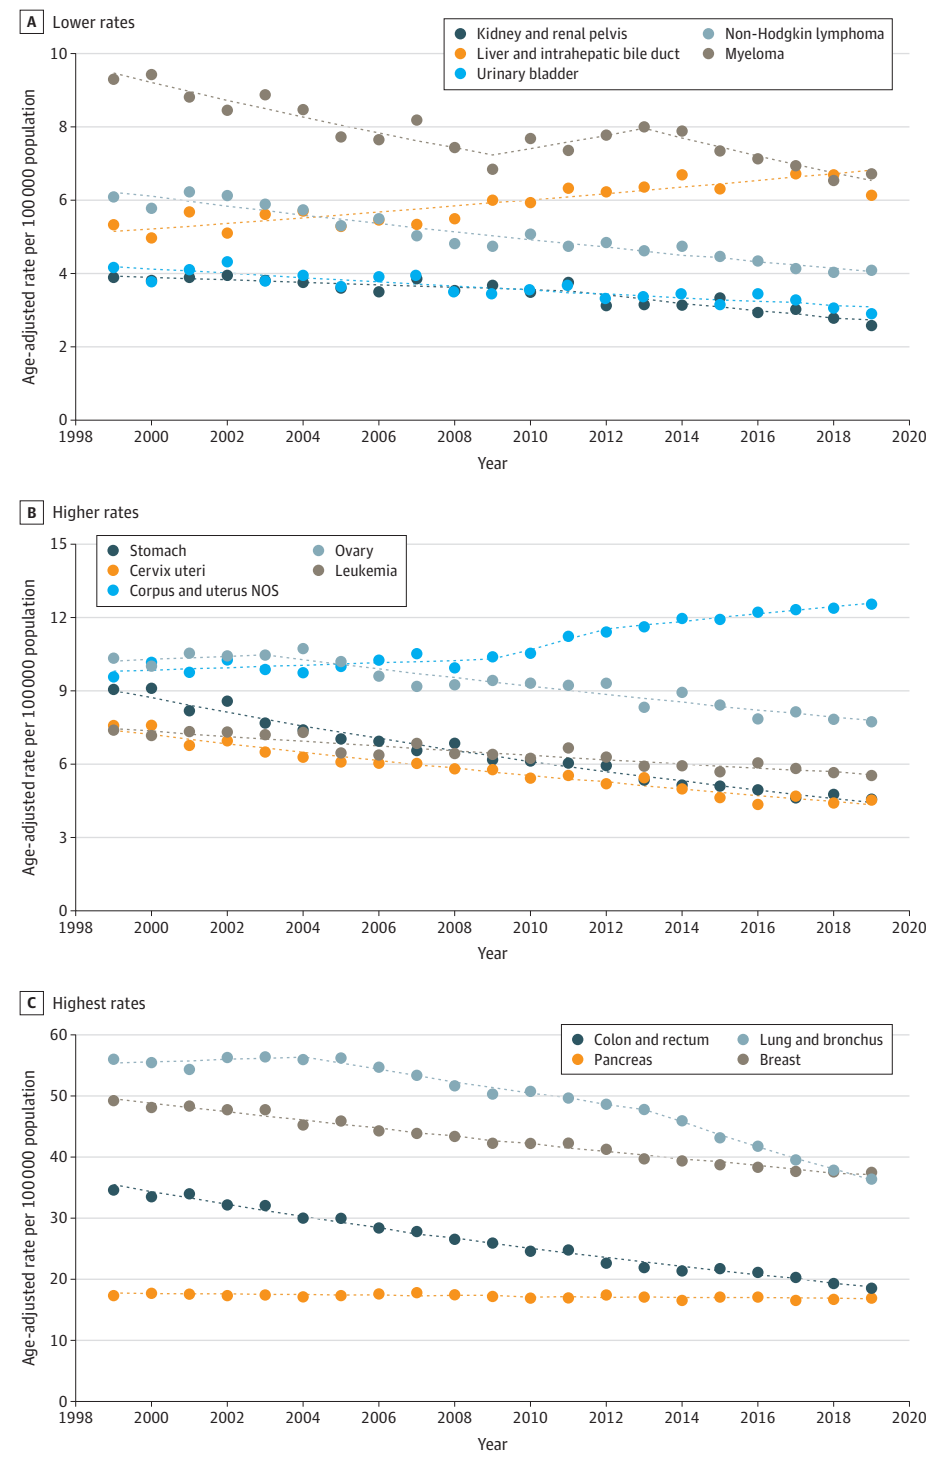 A Lower rates
Kidney and renal pelvis
Liver and intrahepatic bile duct
Urinary bladder
Non-Hodgkin lymphoma
Myeloma
Age-adjusted rate per 100 000 population
10
8
6
4
2
0
1998 2000 2002 2004 2006 2008 2010 2012 2014 2016 2018 2020
Year
B Higher rates
Stomach
Cervix uteri
Corpus and uterus NOS
Ovary
Leukemia
Age-adjusted rate per 100 000 population
15
12
9
6
3
0
1998 2000 2002 2004 2006 2008 2010 2012 2014 2016 2018 2020
Year
C Highest rates
Colon and rectum
Pancreas
Lung and bronchus
Breast
Age-adjusted rate per 100 000 population
60
50
40
30
20
10
0
1998 2000 2002 2004 2006 2008 2010 2012 2014 2016 2018 2020
Year